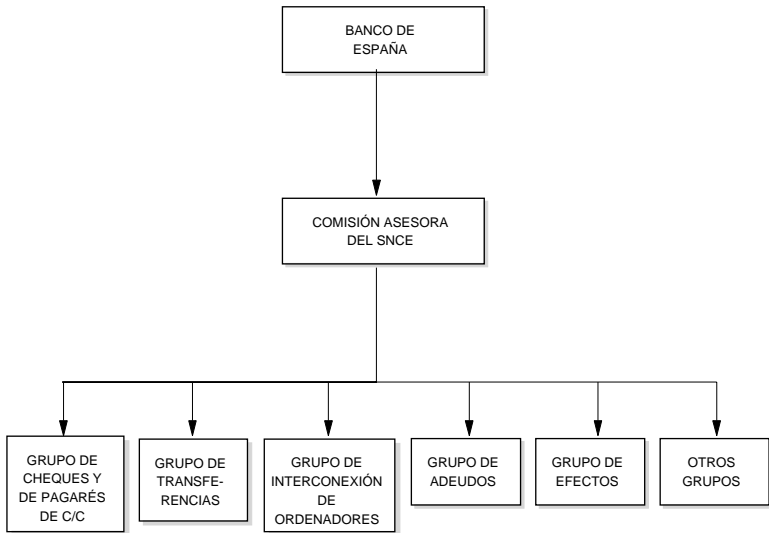 BANCO DE
ESPAÑA
COMISIÓN ASESORA
DEL SNCE
GRUPO DE
CHEQUES Y
DE PAGARÉS
DE C/C
GRUPO DE
TRANSFE-
RENCIAS
GRUPO DE
INTERCONEXIÓN
DE
ORDENADORES
GRUPO DE
ADEUDOS
GRUPO DE
EFECTOS
OTROS
GRUPOS